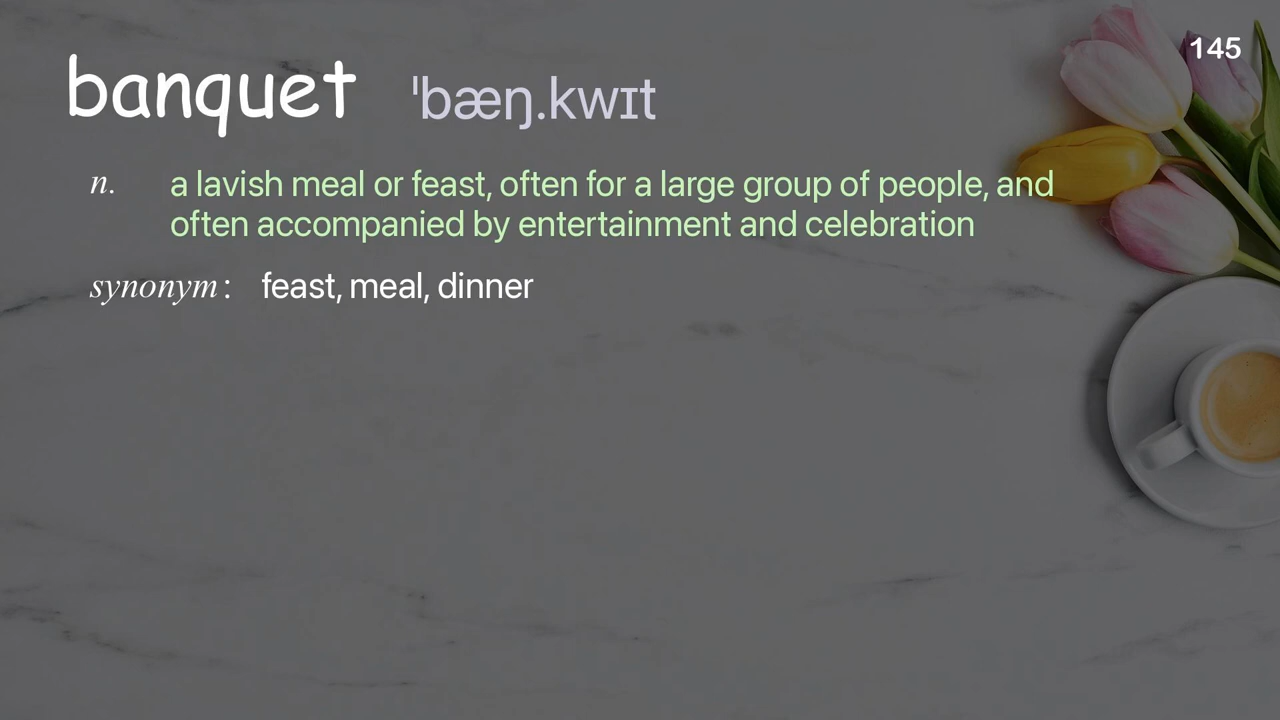 145
banquet ˈbæŋ.kwɪt
n. a lavish meal or feast, often for a large group of people, and
often accompanied by entertainment and celebration
synonym: feast, meal, dinner